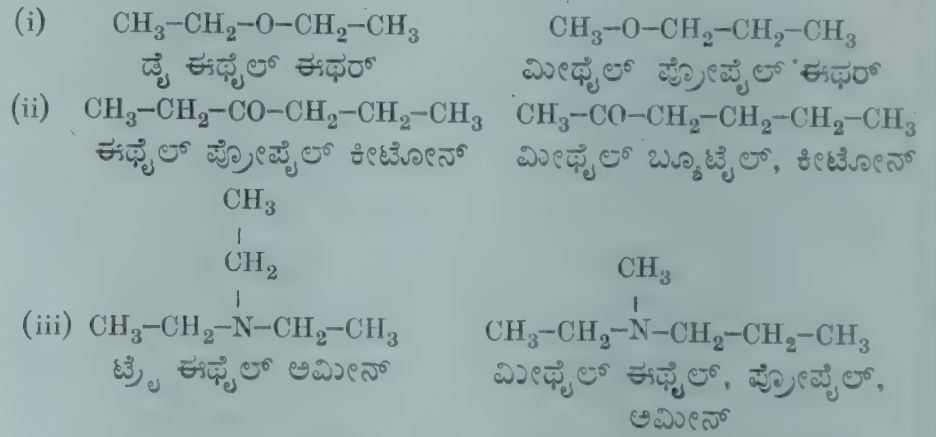 (i) CH₃–CH₂–O–CH₂–CH₃ CH₃–O–CH₂–CH₂–CH₃
ಡೈ ಈಥೈಲ್ ಈಥರ್ ಮೀಥೈಲ್ ಪ್ರೋಪೈಲ್ ಈಥರ್
(ii) CH₃–CH₂–CO–CH₂–CH₂–CH₃ CH₃–CO–CH₂–CH₂–CH₂–CH₃
ಈಥೈಲ್ ಪ್ರೋಪೈಲ್ ಕೀಟೋನ್ ಮೀಥೈಲ್ ಬ್ಯೂಟೈಲ್, ಕೀಟೋನ್
CH₃
|
CH₂ CH₃
| |
(iii) CH₃–CH₂–N–CH₂–CH₃ CH₃–CH₂–N–CH₂–CH₂–CH₃
ಟ್ರೈ ಈಥೈಲ್ ಅಮೀನ್ ಮೀಥೈಲ್ ಈಥೈಲ್, ಪ್ರೋಪೈಲ್,
ಅಮೀನ್